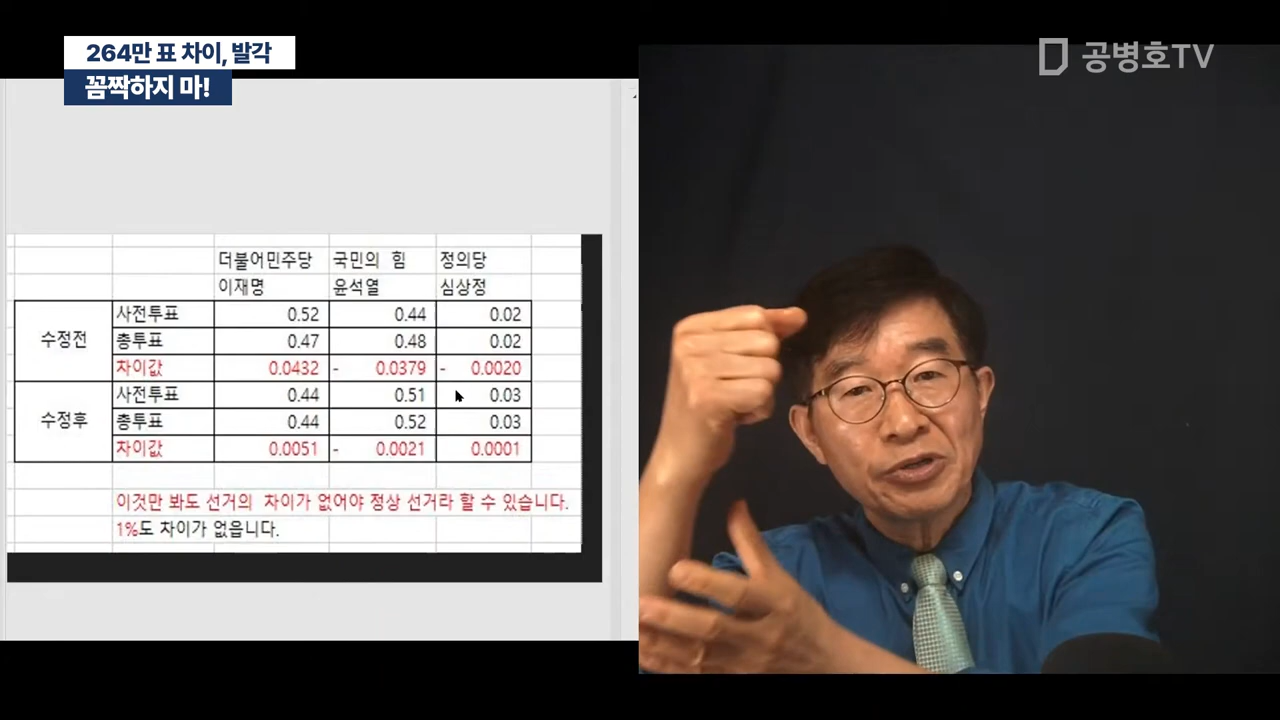 264만 표 차이, 발각
꼼짝하지 마!
공병호TV
더불어민주당 국민의 힘 정의당
이재명 윤석열 심상정
수정전
사전투표 0.52 0.44 0.02
총투표 0.47 0.48 0.02
차이값 0.0432 - 0.0379 - 0.0020
수정후
사전투표 0.44 0.51 0.03
총투표 0.44 0.52 0.03
차이값 0.0051 - 0.0021 0.0001
이것만 봐도 선거의 차이가 없어야 정상 선거라 할 수 있습니다.
1%도 차이가 없읍니다.